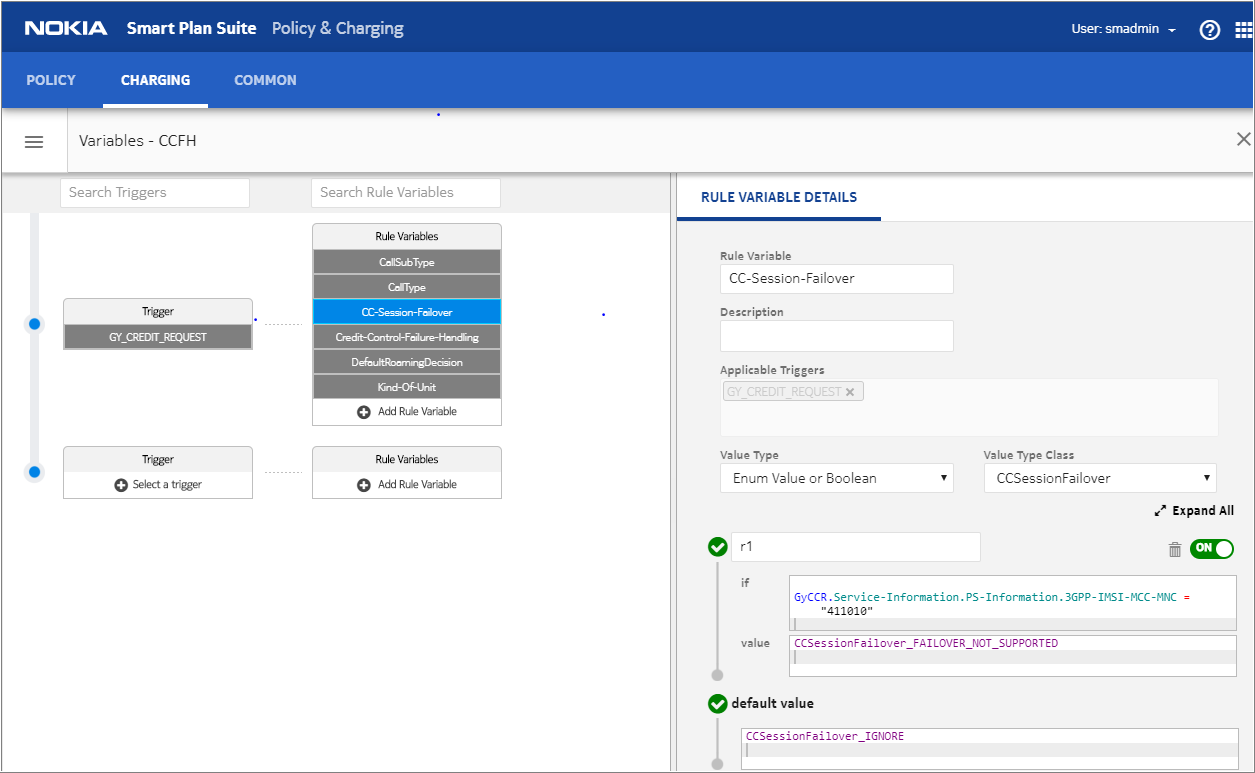 NOKIA Smart Plan Suite Policy & Charging User: smadmin
POLICY CHARGING COMMON
Variables - CCFH
Search Triggers Search Rule Variables
Trigger
GY_CREDIT_REQUEST
Rule Variables
CallSubType
CallType
CC-Session-Failover
Credit-Control-Failure-Handling
DefaultRoamingDecision
Kind-Of-Unit
Add Rule Variable
Trigger
Select a trigger
Rule Variables
Add Rule Variable
RULE VARIABLE DETAILS
Rule Variable
CC-Session-Failover
Description
Applicable Triggers
GY_CREDIT_REQUEST
Value Type Value Type Class
Enum Value or Boolean CCSessionFailover
Expand All
r1 ON
if
GyCCR.Service-Information.PS-Information.3GPP-IMSI-MCC-MNC =
"411010"
value CCSessionFailover_FAILOVER_NOT_SUPPORTED
default value
CCSessionFailover_IGNORE